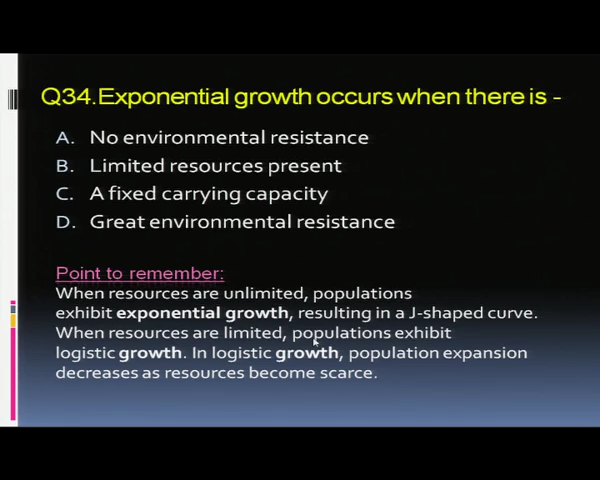 Q34.Exponential growth occurs when there is -
A. No environmental resistance
B. Limited resources present
C. A fixed carrying capacity
D. Great environmental resistance
Point to remember:
When resources are unlimited, populations
exhibit exponential growth, resulting in a J-shaped curve.
When resources are limited, populations exhibit
logistic growth. In logistic growth, population expansion
decreases as resources become scarce.